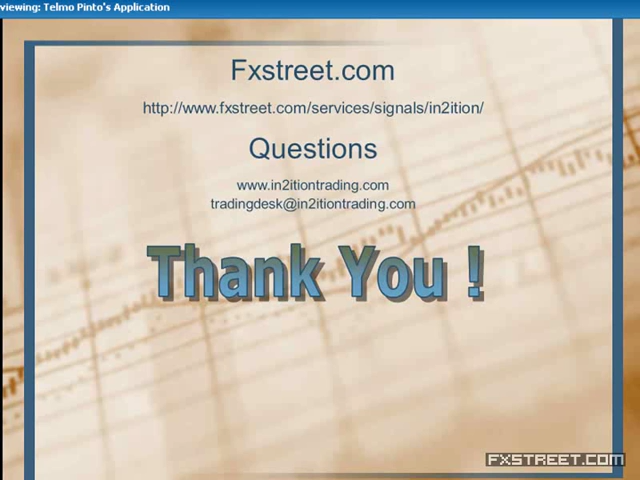 viewing: Telmo Pinto's Application
Fxstreet.com
http://www.fxstreet.com/services/signals/in2ition/
Questions
www.in2itiontrading.com
tradingdesk@in2itiontrading.com
Thank You !
FXSTREET.COM